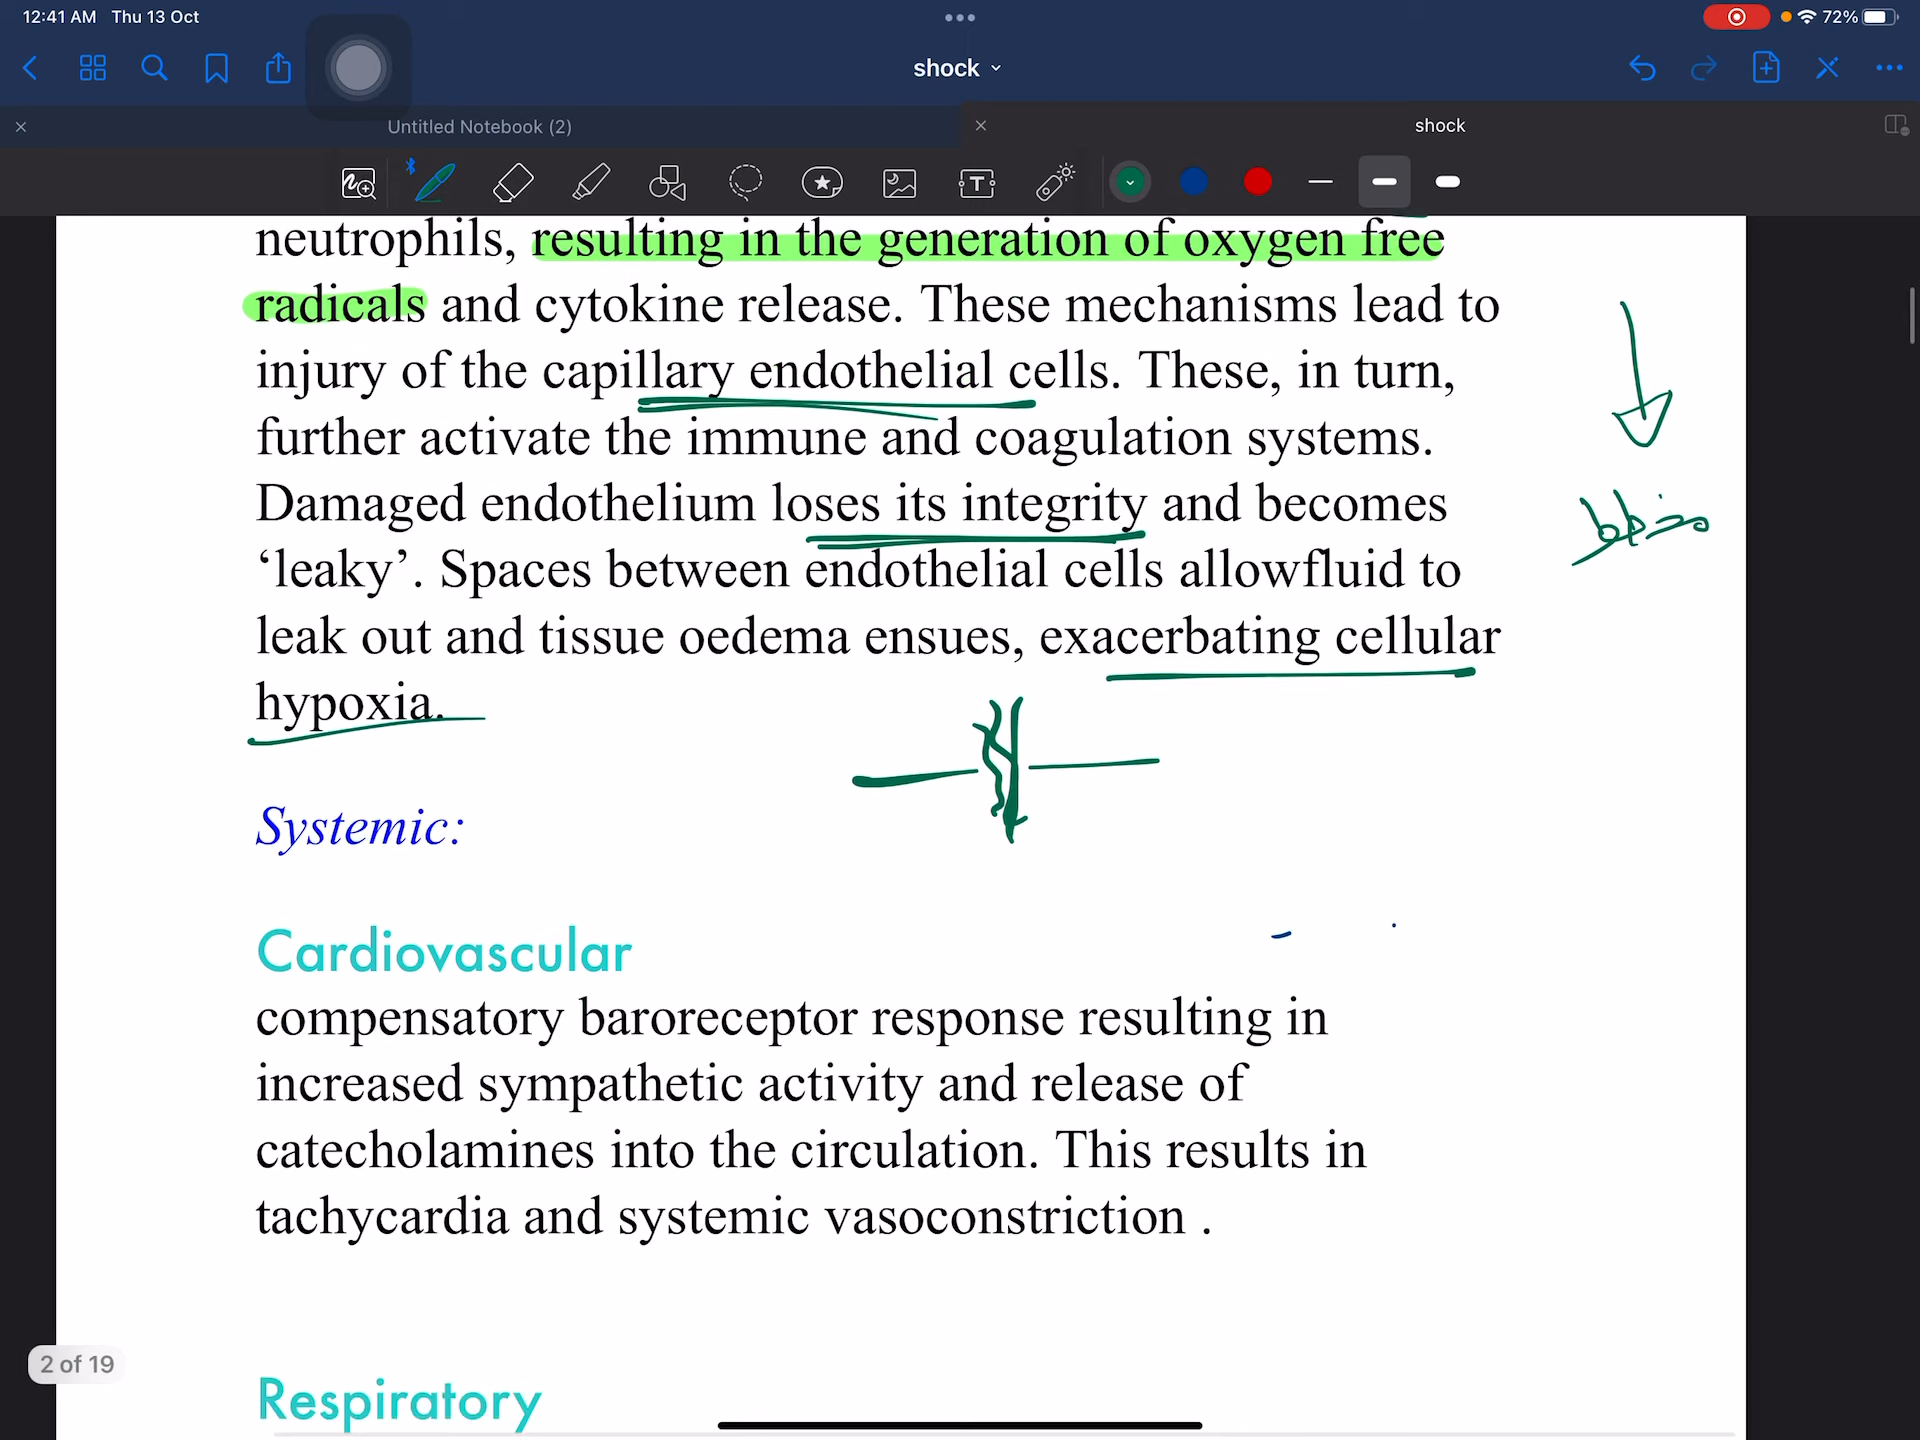 12:41 AM Thu 13 Oct
72%
shock
Untitled Notebook (2)
shock
neutrophils, resulting in the generation of oxygen free
radicals and cytokine release. These mechanisms lead to
injury of the capillary endothelial cells. These, in turn,
further activate the immune and coagulation systems.
Damaged endothelium loses its integrity and becomes
‘leaky’. Spaces between endothelial cells allowfluid to
leak out and tissue oedema ensues, exacerbating cellular
hypoxia.
Systemic:
Cardiovascular
compensatory baroreceptor response resulting in
increased sympathetic activity and release of
catecholamines into the circulation. This results in
tachycardia and systemic vasoconstriction .
2 of 19
Respiratory